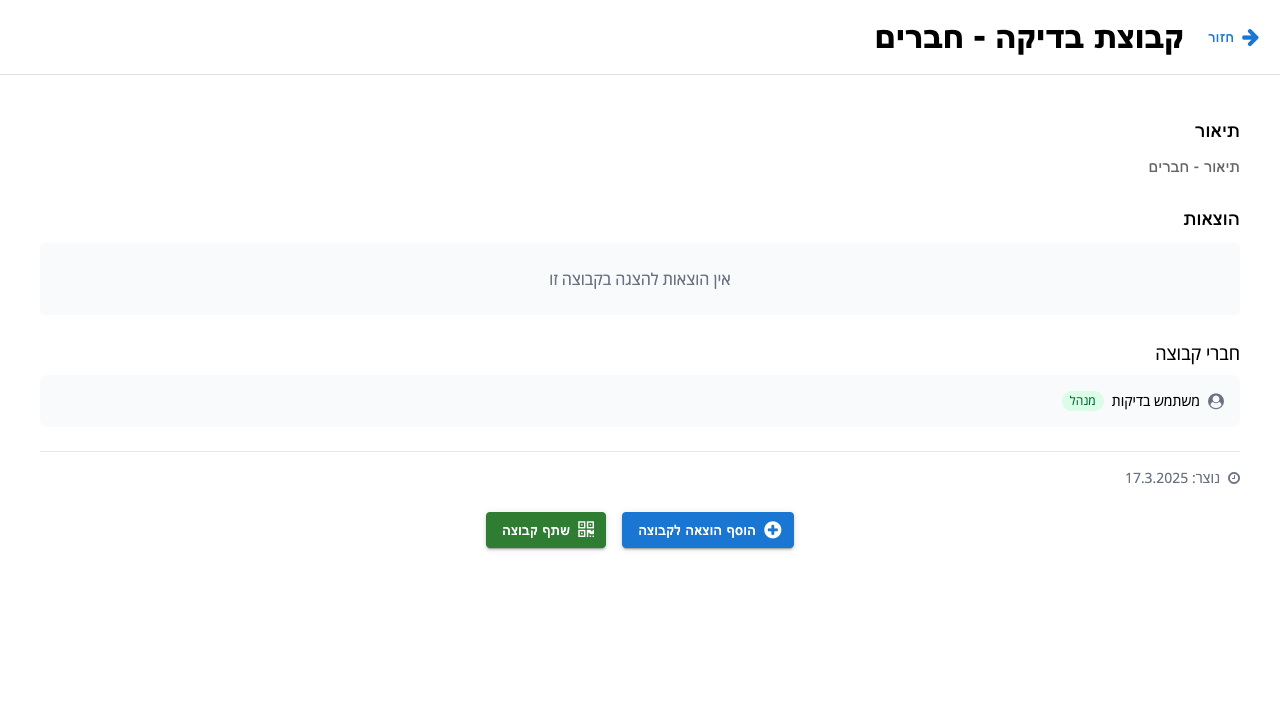 חזור
קבוצת בדיקה - חברים
תיאור
תיאור - חברים
הוצאות
אין הוצאות להצגה בקבוצה זו
חברי קבוצה
משתמש בדיקות מנהל
נוצר: 17.3.2025
הוסף הוצאה לקבוצה
שתף קבוצה